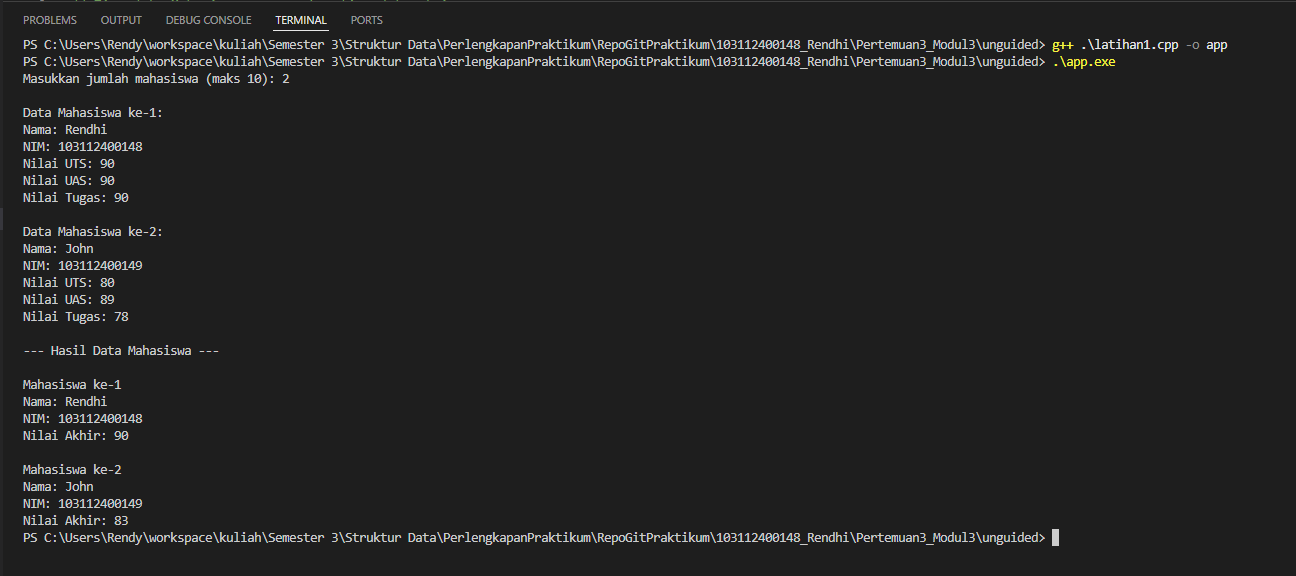 PROBLEMS OUTPUT DEBUG CONSOLE TERMINAL PORTS
PS C:\Users\Rendy\workspace\kuliah\Semester 3\Struktur Data\PerlengkapanPraktikum\RepoGitPraktikum\103112400148_Rendhi\Pertemuan3_Modul3\unguided> g++ .\latihan1.cpp -o app
PS C:\Users\Rendy\workspace\kuliah\Semester 3\Struktur Data\PerlengkapanPraktikum\RepoGitPraktikum\103112400148_Rendhi\Pertemuan3_Modul3\unguided> .\app.exe
Masukkan jumlah mahasiswa (maks 10): 2
Data Mahasiswa ke-1:
Nama: Rendhi
NIM: 103112400148
Nilai UTS: 90
Nilai UAS: 90
Nilai Tugas: 90
Data Mahasiswa ke-2:
Nama: John
NIM: 103112400149
Nilai UTS: 80
Nilai UAS: 89
Nilai Tugas: 78
--- Hasil Data Mahasiswa ---
Mahasiswa ke-1
Nama: Rendhi
NIM: 103112400148
Nilai Akhir: 90
Mahasiswa ke-2
Nama: John
NIM: 103112400149
Nilai Akhir: 83
PS C:\Users\Rendy\workspace\kuliah\Semester 3\Struktur Data\PerlengkapanPraktikum\RepoGitPraktikum\103112400148_Rendhi\Pertemuan3_Modul3\unguided>